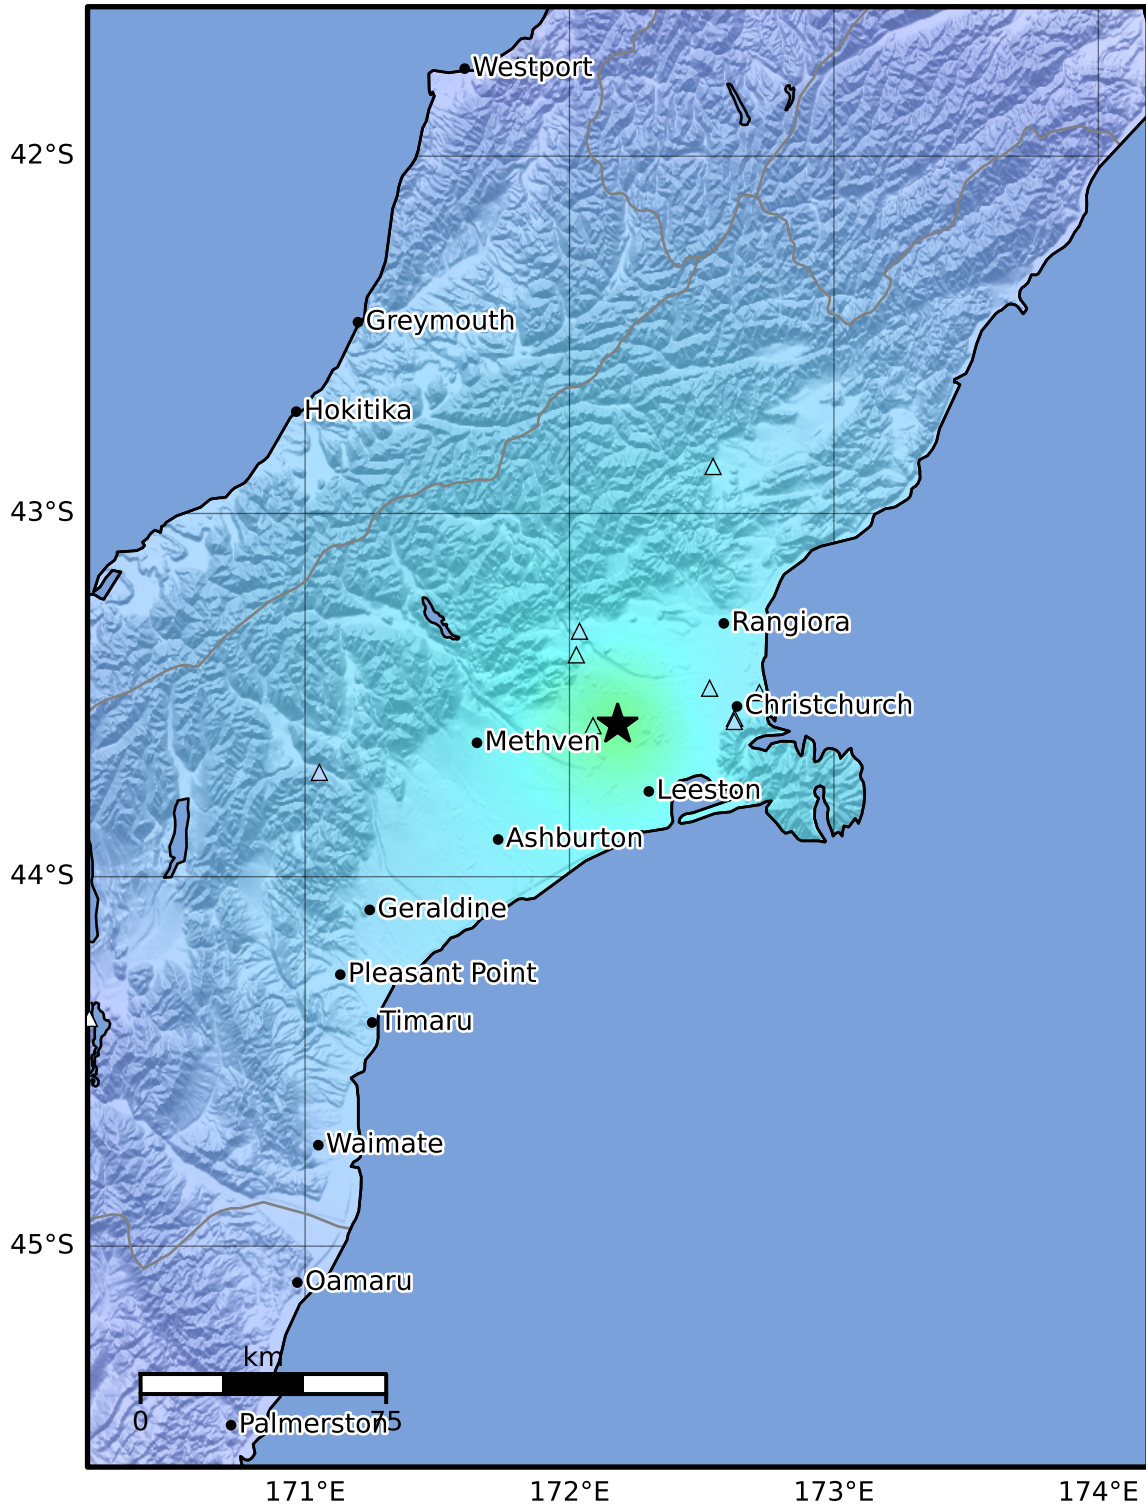 Westport
42°S
Greymouth
Hokitika
43°S
Rangiora
Christchurch
Methven
Leeston
Ashburton
44°S
Geraldine
Pleasant Point
Timaru
Waimate
45°S
Oamaru
km
0 75
Palmerston
171°E 172°E 173°E 174°E